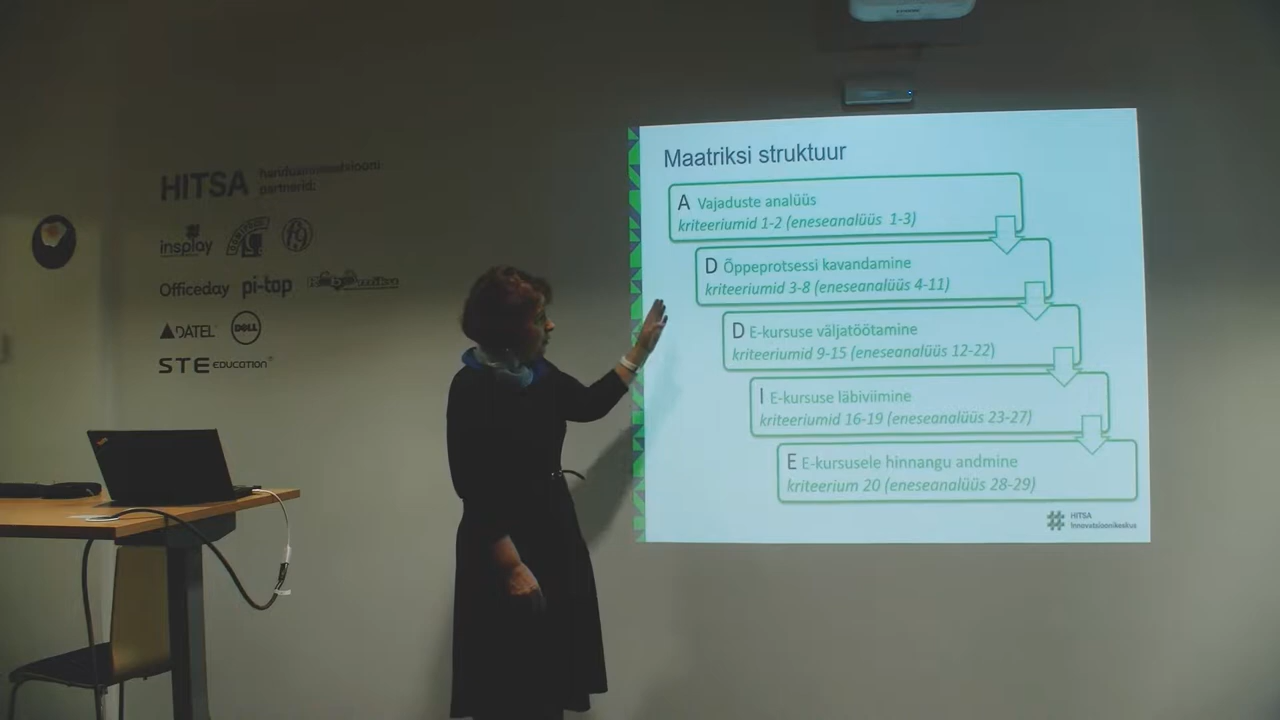 HITSA
haridusinnovatsiooni
partnerid:
insplay
Officeday pi-top
DATEL DELL
STE EDUCATION
Maatriksi struktuur
A Vajaduste analüüs
kriteeriumid 1-2 (eneseanalüüs 1-3)
D Õppeprotsessi kavandamine
kriteeriumid 3-8 (eneseanalüüs 4-11)
D E-kursuse väljatöötamine
kriteeriumid 9-15 (eneseanalüüs 12-22)
I E-kursuse läbiviimine
kriteeriumid 16-19 (eneseanalüüs 23-27)
E E-kursusele hinnangu andmine
kriteerium 20 (eneseanalüüs 28-29)
HITSA
Innovatsioonikeskus